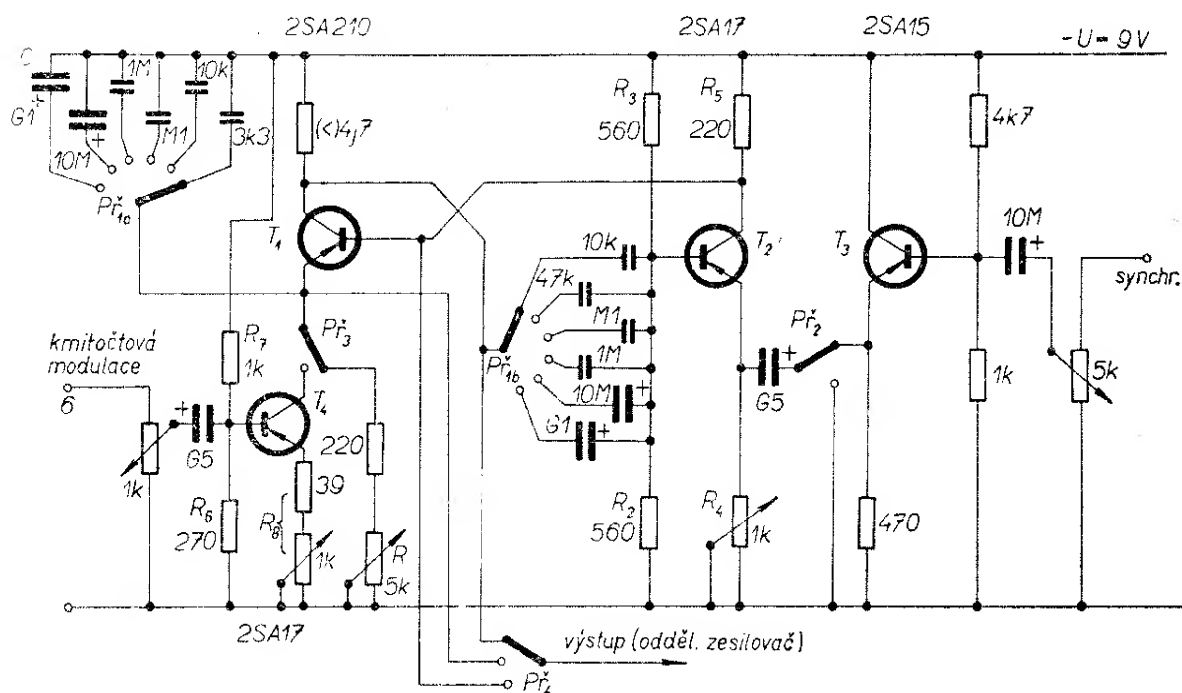 2SA210
2SA17
2SA15
-U = 9V
C
G1
+
10M
+
1M
M1
10k
3k3
(<)4j7
R3
560
R5
220
4k7
Př1a
T1
T2
T3
10M
+
synchr.
10k
47k
M1
1M
10M
+
G1
+
Př1b
Př2
+
G5
1k
5k
kmitočtová
modulace
6
R7
1k
Př3
T4
+
G5
1k
R6
270
39
R8
1k
220
R
5k
R2
560
R4
1k
470
2SA17
výstup (odděl. zesilovač)
Př4